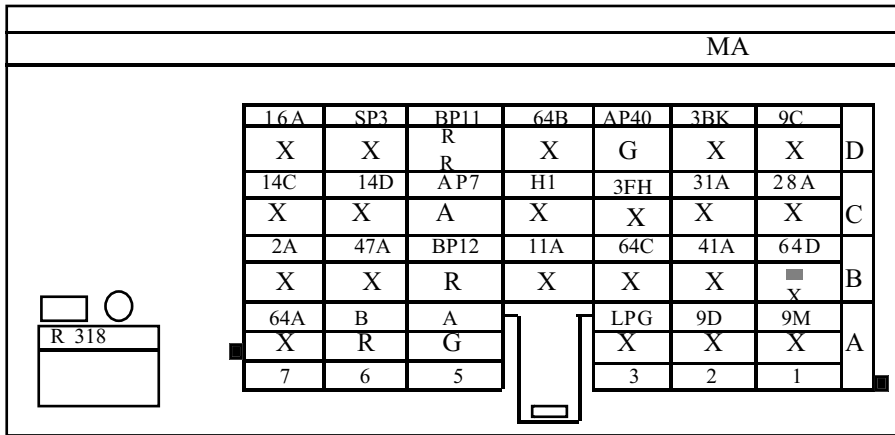 MA
16A SP3 BP11 64B AP40 3BK 9C
X X R R X G X X D
14C 14D AP7 H1 3FH 31A 28A
X X A X X X X C
2A 47A BP12 11A 64C 41A 64D
X X R X X X X B
64A B A LPG 9D 9M
R 318
X R G X X X A
7 6 5 3 2 1